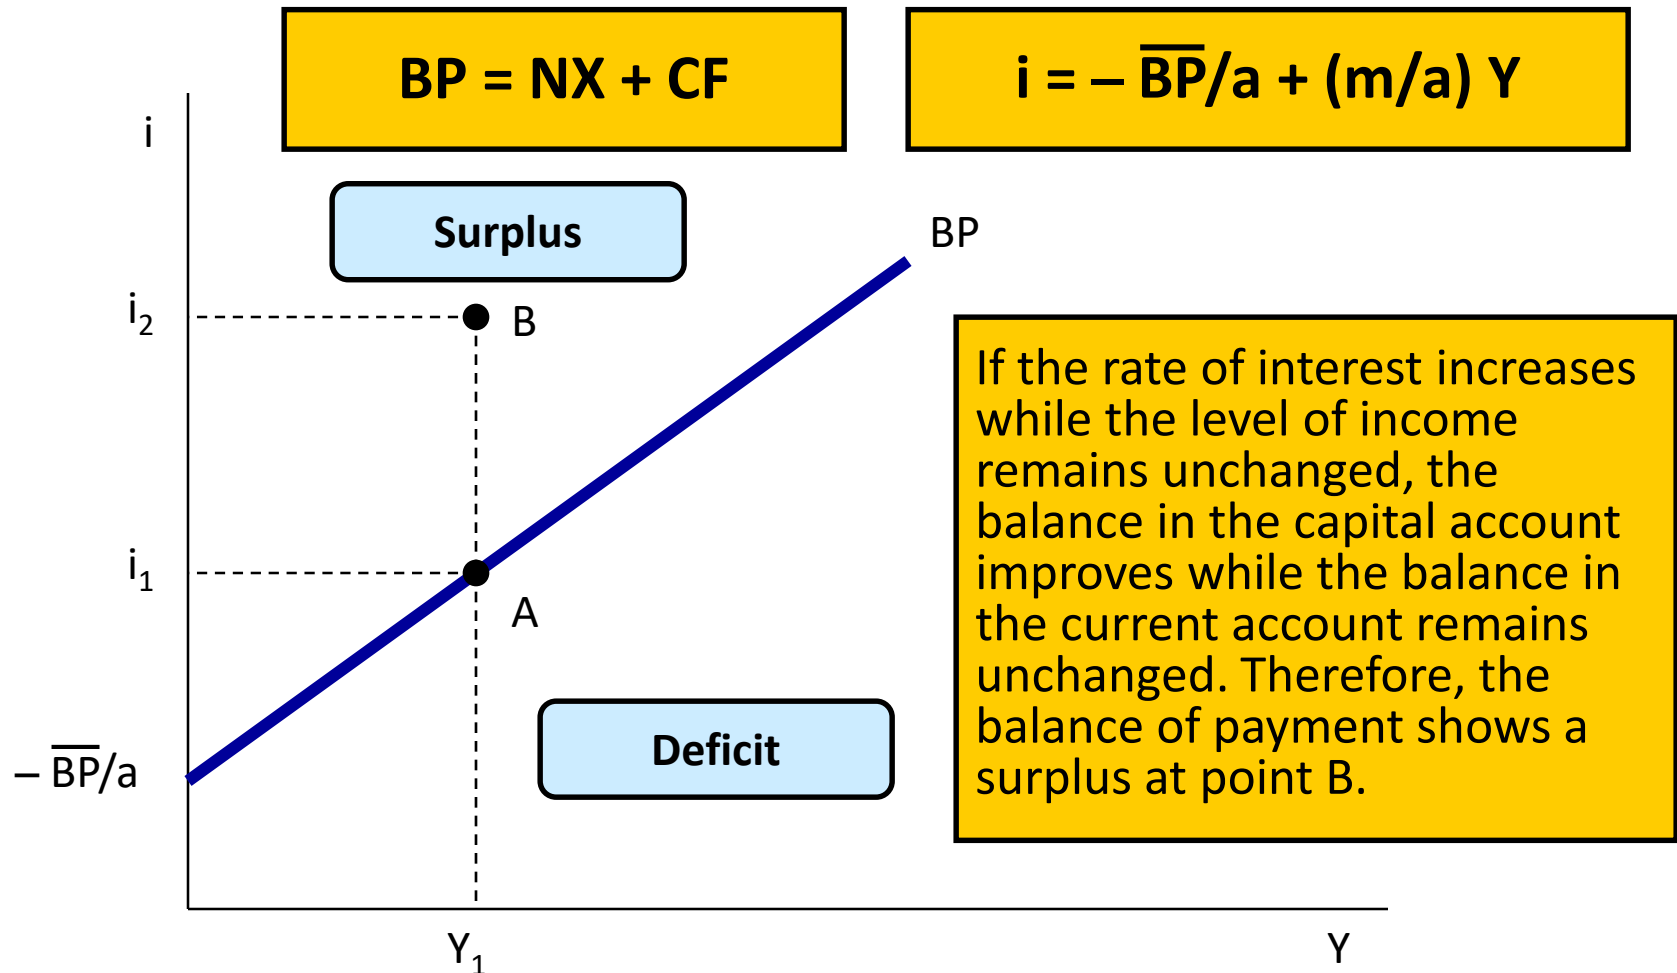 BP = NX + CF
i = – B̅P̅/a + (m/a) Y
i
Surplus
BP
i₂
B
If the rate of interest increases
while the level of income
remains unchanged, the
balance in the capital account
improves while the balance in
the current account remains
unchanged. Therefore, the
balance of payment shows a
surplus at point B.
i₁
A
Deficit
– B̅P̅/a
Y₁
Y